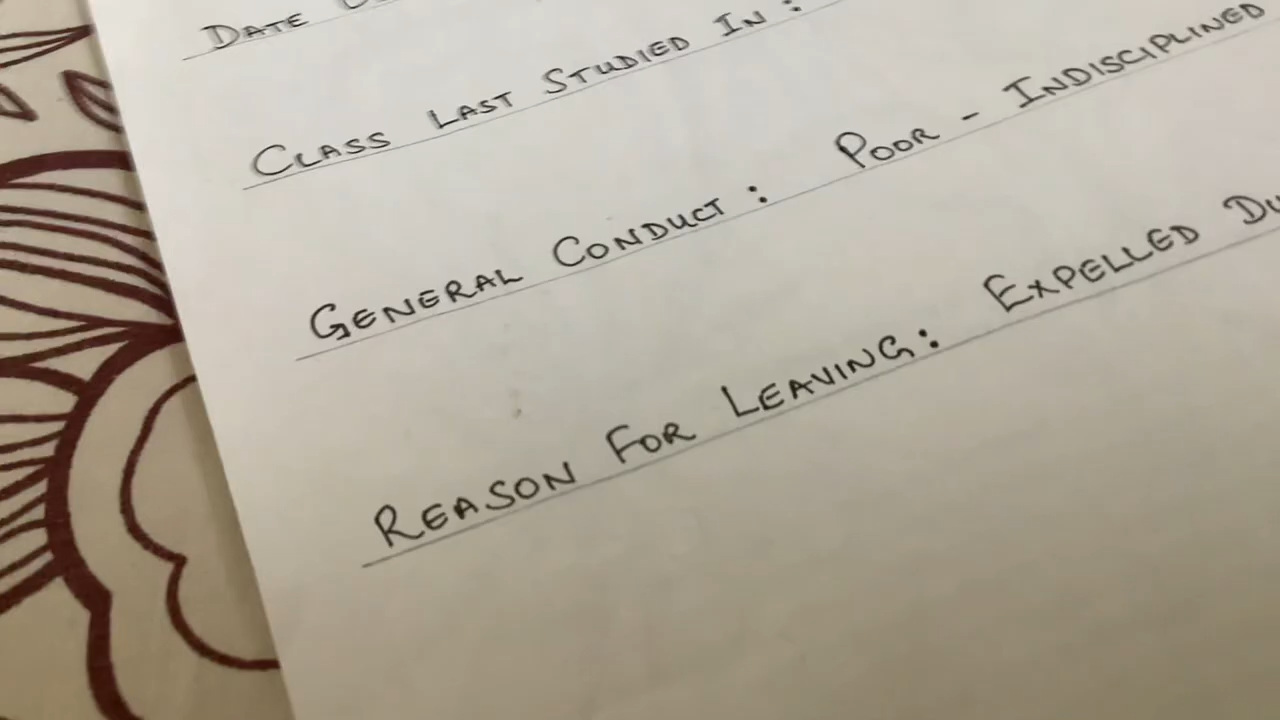 DATE
CLASS LAST STUDIED IN :
GENERAL CONDUCT : POOR - INDISCIPLINED
REASON FOR LEAVING: EXPELLED